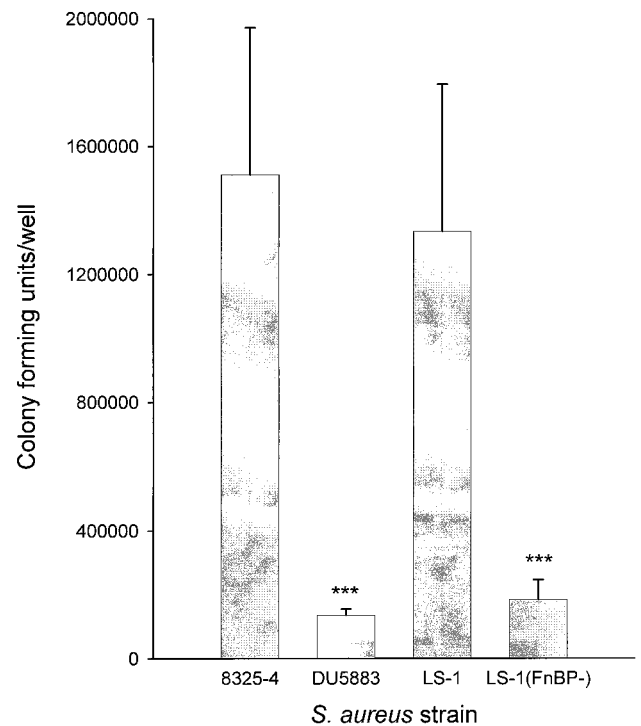 2000000
1600000
1200000
800000
400000
0
Colony forming units/well
***
***
8325-4 DU5883 LS-1 LS-1(FnBP-)
S. aureus strain